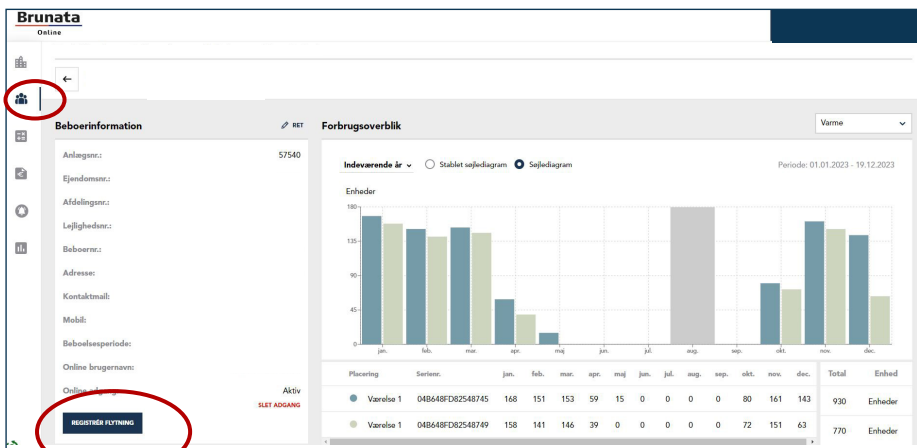 Brunata
Online
Beboerinformation
RET
Forbrugsoverblik
Varme
Anlægsnr.: 57540
Ejendomsnr.:
Afdelingsnr.:
Lejlighedsnr.:
Beboernr.:
Adresse:
Kontaktmail:
Mobil:
Beboelsesperiode:
Online brugernavn:
Aktiv
SLET ADGANG
REGISTRÉR FLYTNING
Indeværende år
Stablet søjlediagram
Søjlediagram
Periode: 01.01.2023 - 19.12.2023
Enheder
180
135
90
45
0
jan. feb. mar. apr. maj jun. jul. aug. sep. okt. nov. dec.
Placering Serienr. jan. feb. mar. apr. maj jun. jul. aug. sep. okt. nov. dec. Total Enhed
Værelse 1 04B648FD82548745 168 151 153 59 15 0 0 0 0 80 161 143 930 Enheder
Værelse 1 04B648FD82548749 158 141 146 39 0 0 0 0 0 72 151 63 770 Enheder